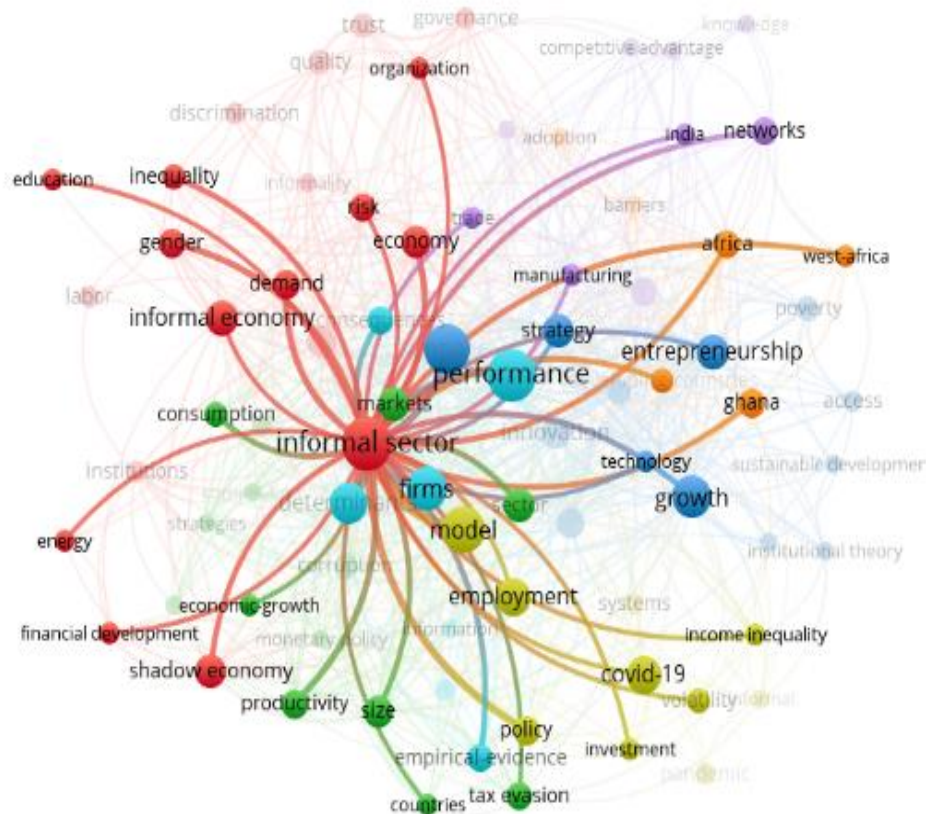 governance
trust
knowledge
competitive advantage
quality
organization
discrimination
india
networks
adoption
education
inequality
informality
risk
barriers
trade
gender
economy
africa
west-africa
manufacturing
demand
labor
poverty
informal economy
consequences
strategy
entrepreneurship
performance
markets
consumption
ghana
access
informal sector
innovation
technology
sustainable developmen
institutions
firms
determinan
sector
growth
strategies
model
energy
institutional theory
corruption
employment
economic-growth
systems
information
income inequality
financial development
monetary policy
shadow economy
covid-19
productivity
size
volatility
informal
policy
investment
empirical-evidence
pandemic
tax evasion
countries